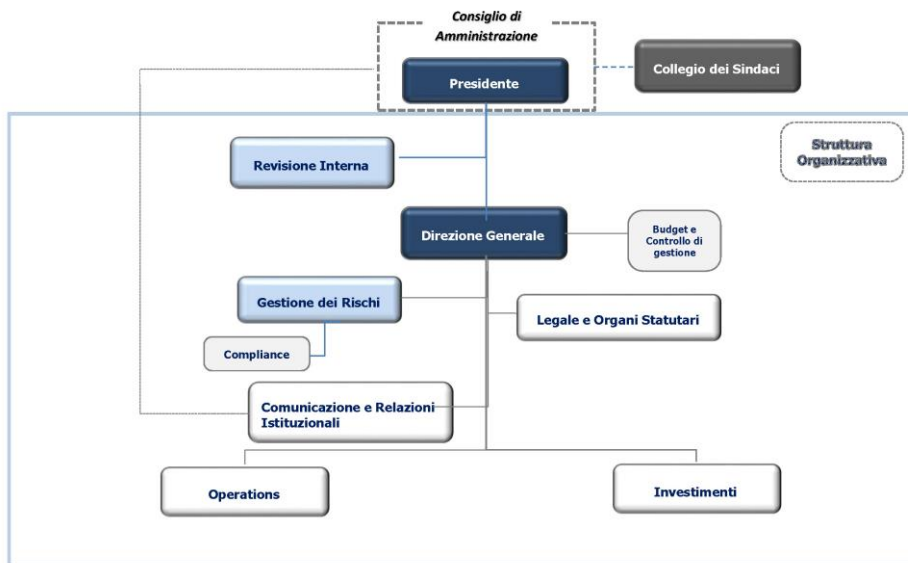 Consiglio di
Amministrazione
Presidente
Collegio dei Sindaci
Struttura
Organizzativa
Revisione Interna
Direzione Generale
Budget e
Controllo di
gestione
Gestione dei Rischi
Legale e Organi Statutari
Compliance
Comunicazione e Relazioni
Istituzionali
Operations
Investimenti